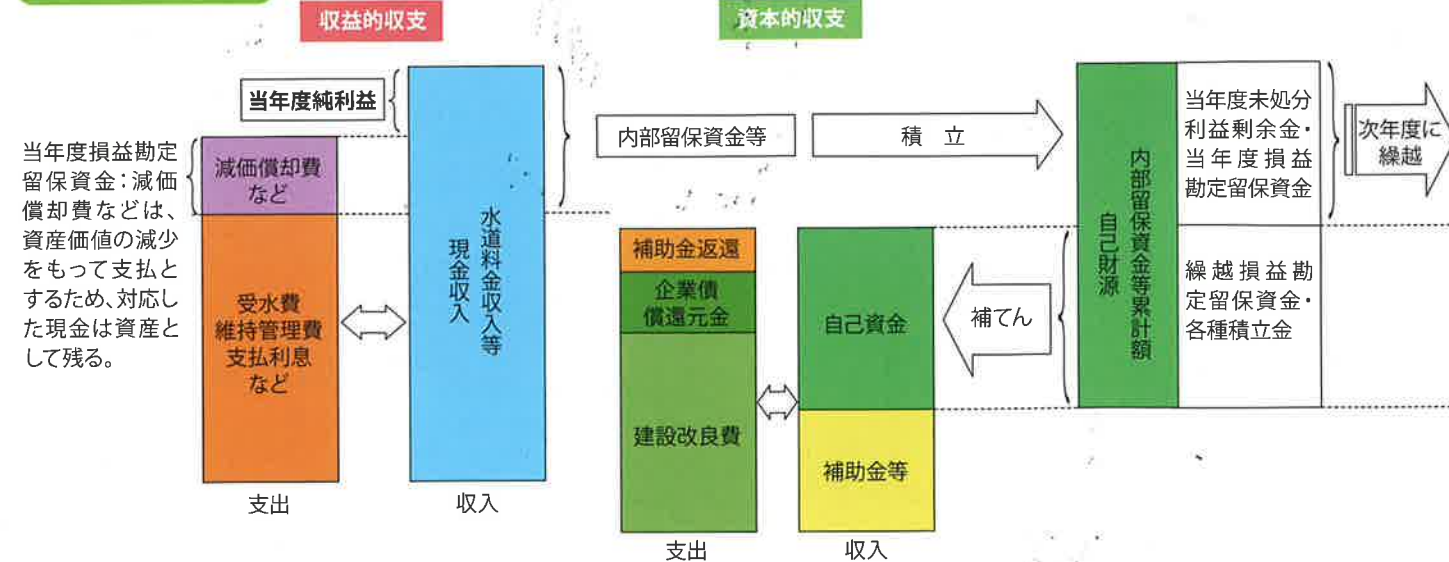 収益的収支
資本的収支
当年度純利益
当年度損益勘定
留保資金：減価
償却費などは、
資産価値の減少
をもって支払と
するため、対応し
た現金は資産と
して残る。
減価償却費
など
受水費
維持管理費
支払利息
など
支出
水道料金収入等
現金収入
収入
内部留保資金等
積　立
補助金返還
企業債
償還元金
建設改良費
支出
自己資金
補助金等
収入
補てん
内部留保資金等累計額
自己財源
当年度未処分
利益剰余金・
当年度損益
勘定留保資金
繰越損益勘
定留保資金・
各種積立金
次年度に
繰越